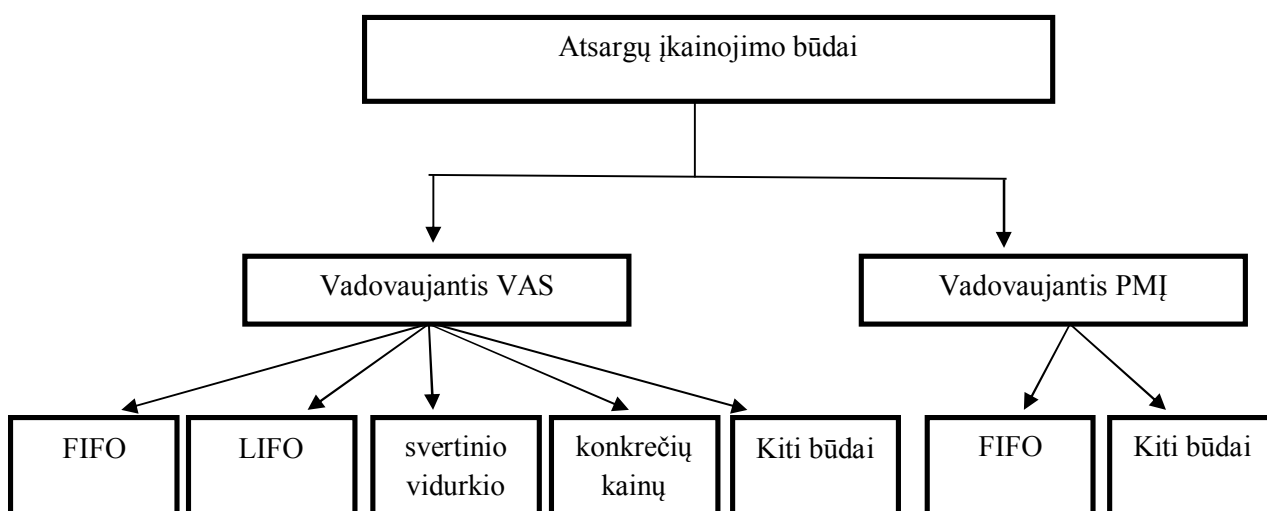 Atsargų įkainojimo būdai
Vadovaujantis VAS
Vadovaujantis PMĮ
FIFO
LIFO
svertinio
vidurkio
konkrečių
kainų
Kiti būdai
FIFO
Kiti būdai